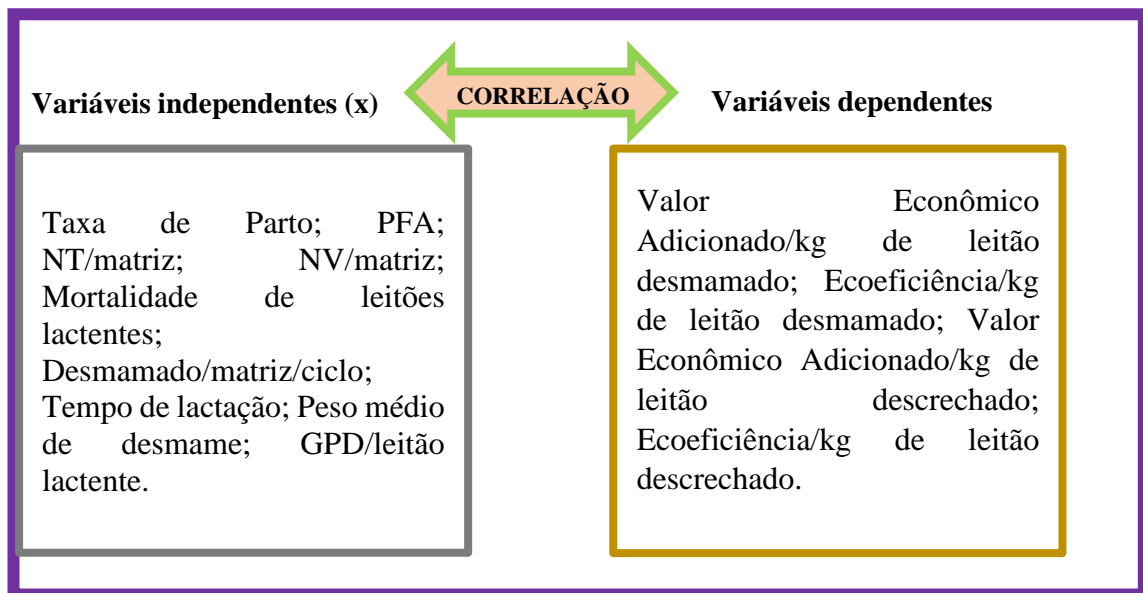 CORRELAÇÃO
Variáveis independentes (x)
Variáveis dependentes
Taxa de Parto; PFA;
NT/matriz; NV/matriz;
Mortalidade de leitões
lactentes;
Desmamado/matriz/ciclo;
Tempo de lactação; Peso médio
de desmame; GPD/leitão
lactente.
Valor Econômico
Adicionado/kg de leitão
desmamado; Ecoeficiência/kg
de leitão desmamado; Valor
Econômico Adicionado/kg de
leitão descrechado;
Ecoeficiência/kg de leitão
descrechado.